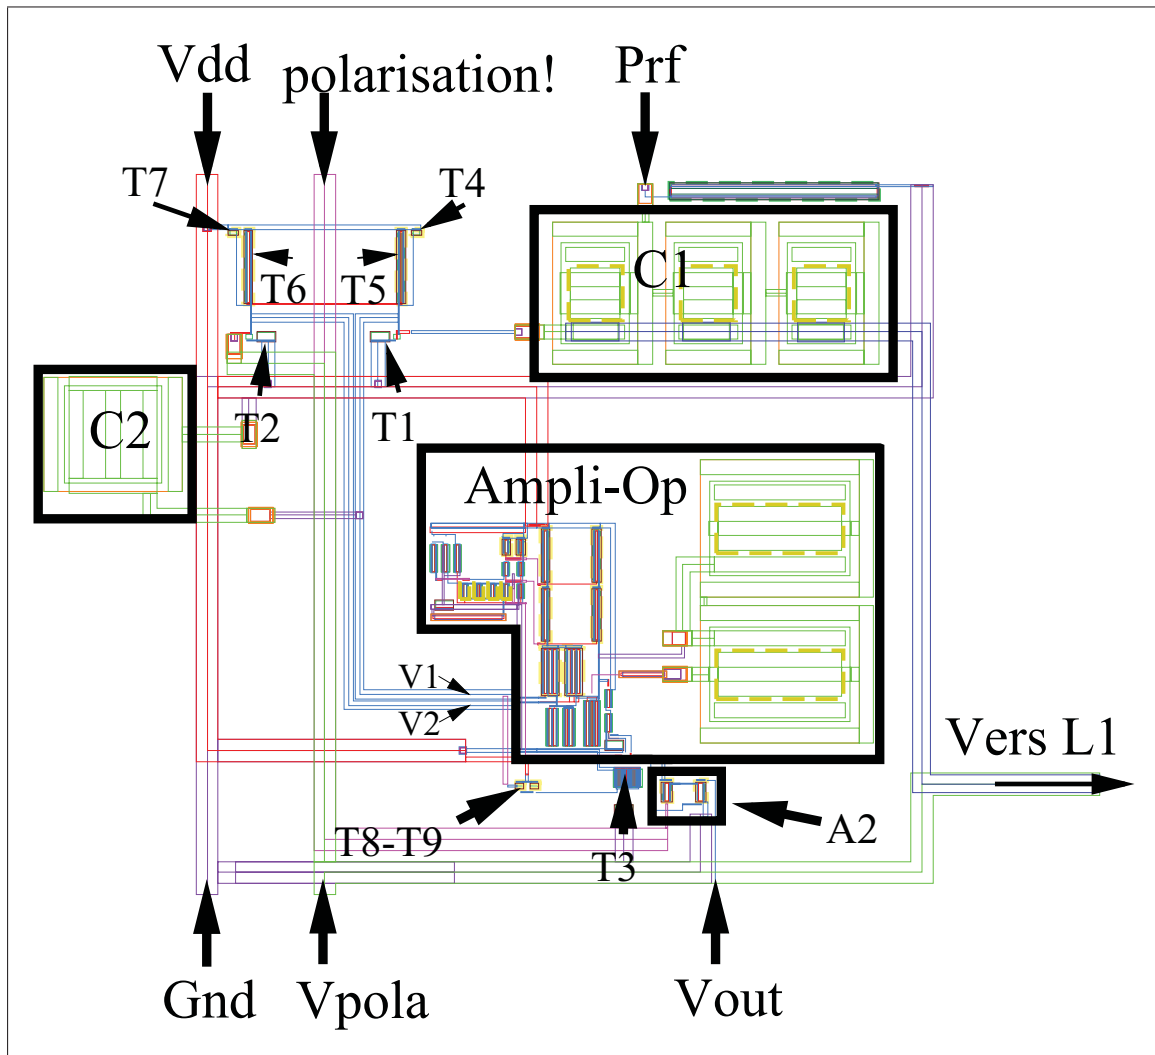 Vdd
polarisation!
Prf
T7
T4
T6
T5
C1
T2
T1
C2
Ampli-Op
V1
V2
Vers L1
T8-T9
T3
A2
Gnd
Vpola
Vout